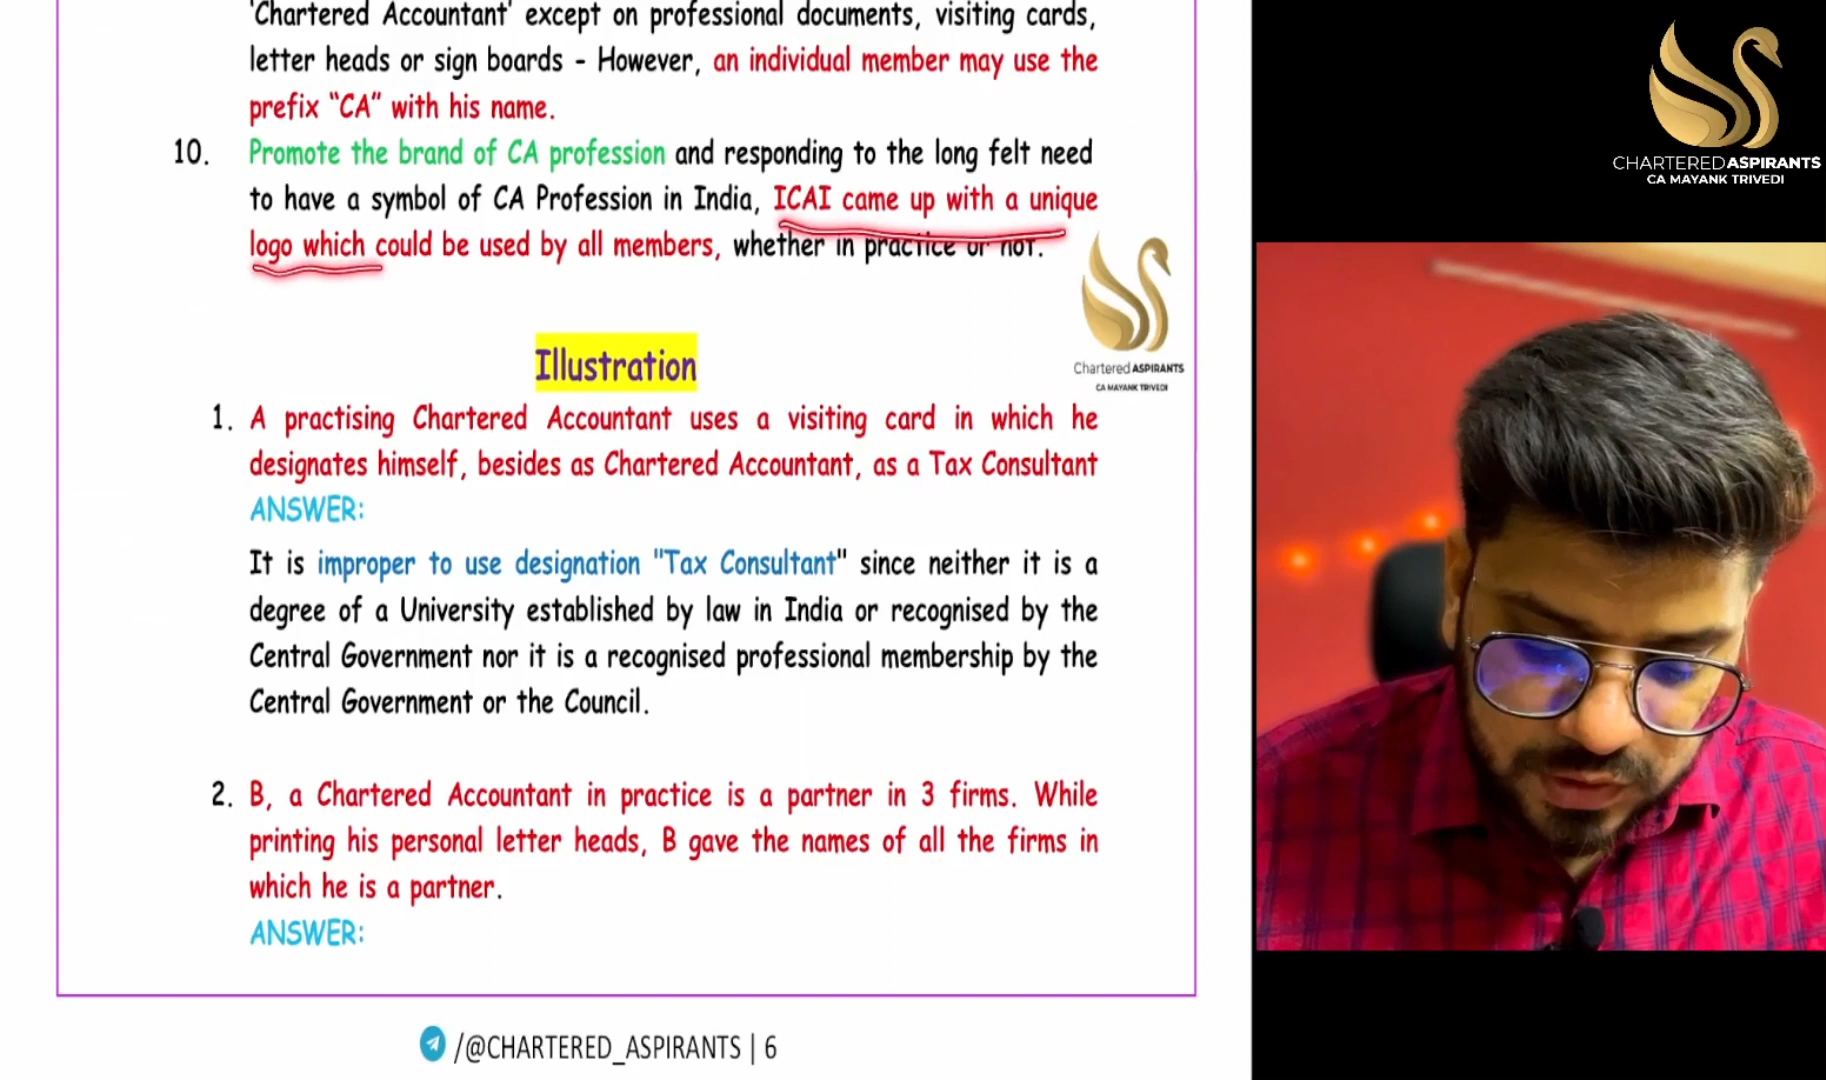 'Chartered Accountant' except on professional documents, visiting cards,
letter heads or sign boards - However, an individual member may use the
prefix "CA" with his name.
10. Promote the brand of CA profession and responding to the long felt need
to have a symbol of CA Profession in India, ICAI came up with a unique
logo which could be used by all members, whether in practice or not.
Chartered ASPIRANTS
CA MAYANK TRIVEDI
Illustration
1. A practising Chartered Accountant uses a visiting card in which he
designates himself, besides as Chartered Accountant, as a Tax Consultant
ANSWER:
It is improper to use designation "Tax Consultant" since neither it is a
degree of a University established by law in India or recognised by the
Central Government nor it is a recognised professional membership by the
Central Government or the Council.
2. B, a Chartered Accountant in practice is a partner in 3 firms. While
printing his personal letter heads, B gave the names of all the firms in
which he is a partner.
ANSWER:
/@CHARTERED_ASPIRANTS | 6
CHARTERED ASPIRANTS
CA MAYANK TRIVEDI